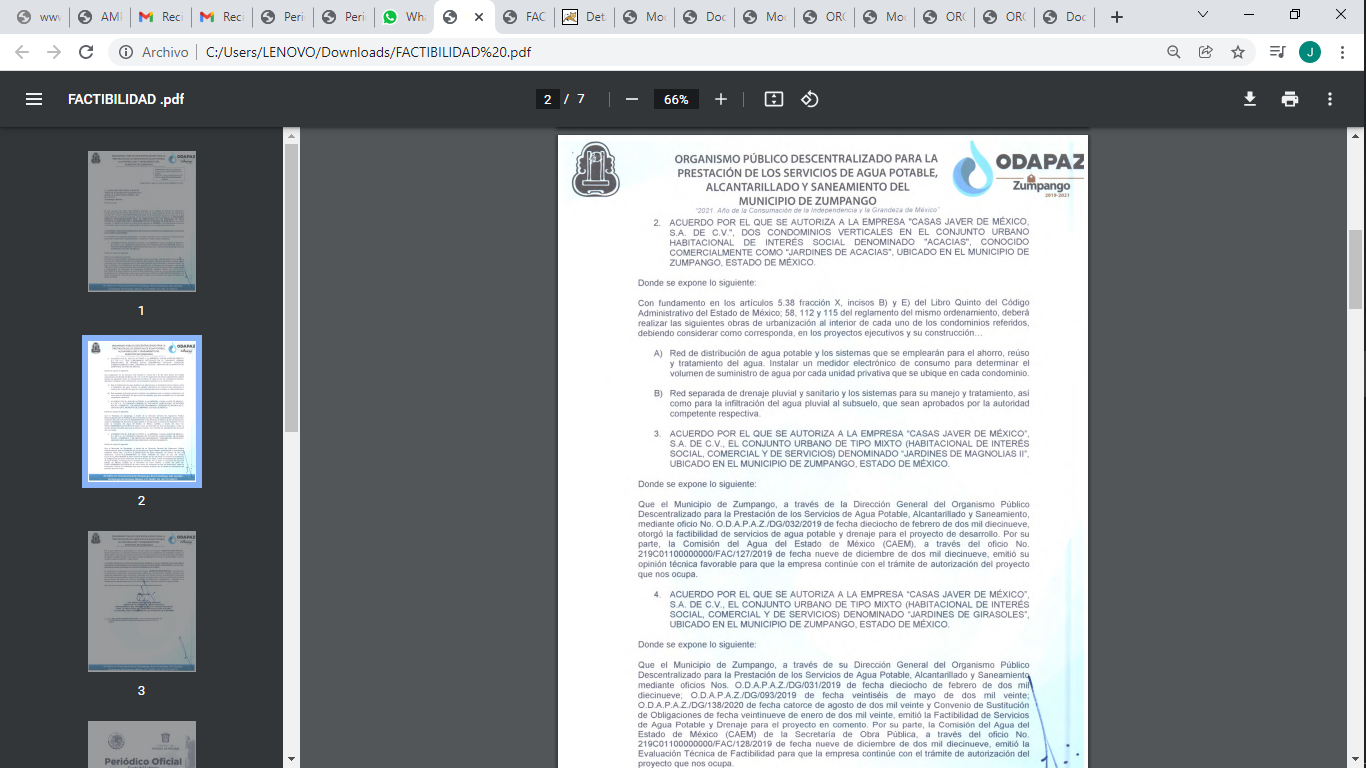 www
AMI
Reci
Reci
Peri
Peri
Wha
FAC
Det
Mod
Doc
Mod
ORG
Mod
ORG
ORG
Doc
Archivo
C:/Users/LENOVO/Downloads/FACTIBILIDAD%20.pdf
J
FACTIBILIDAD .pdf
2 / 7
66%
1
2
3
Periódico Oficial
ORGANISMO PÚBLICO DESCENTRALIZADO PARA LA
PRESTACIÓN DE LOS SERVICIOS DE AGUA POTABLE,
ALCANTARILLADO Y SANEAMIENTO DEL
MUNICIPIO DE ZUMPANGO
ODAPAZ
Zumpango
2019-2021
"2021. Año de la Consumación de la Independencia y la Grandeza de México"
2. ACUERDO POR EL QUE SE AUTORIZA A LA EMPRESA "CASAS JAVER DE MÉXICO,
S.A. DE C.V.", DOS CONDOMINIOS VERTICALES EN EL CONJUNTO URBANO
HABITACIONAL DE INTERÉS SOCIAL DENOMINADO "ACACIAS", CONOCIDO
COMERCIALMENTE COMO "JARDINES DE ACACIAS", UBICADO EN EL MUNICIPIO DE
ZUMPANGO, ESTADO DE MÉXICO.
Donde se expone lo siguiente:
Con fundamento en los artículos 5.38 fracción X, incisos B) y E) del Libro Quinto del Código
Administrativo del Estado de México; 58, 112 y 115 del reglamento del mismo ordenamiento, deberá
realizar las siguientes obras de urbanización al interior de cada uno de los condominios referidos,
debiendo considerar como corresponda, en los proyectos ejecutivos y su construcción…
A) Red de distribución de agua potable y los sistemas que se emplearán para el ahorro, reúso
y tratamiento del agua. Instalar un medidor electrónico de consumo para determinar el
volumen de suministro de agua por cada unidad privativa que se ubique en cada condominio.
B) Red separada de drenaje pluvial y sanitario y los sistemas para su manejo y tratamiento, así
como para la infiltración del agua pluvial al subsuelo, que sean aprobados por la autoridad
competente respectiva.
3. ACUERDO POR EL QUE SE AUTORIZA A LA EMPRESA "CASAS JAVER DE MÉXICO",
S.A. DE C.V., EL CONJUNTO URBANO DE TIPO MIXTO (HABITACIONAL DE INTERÉS
SOCIAL, COMERCIAL Y DE SERVICIOS) DENOMINADO "JARDINES DE MAGNOLIAS II",
UBICADO EN EL MUNICIPIO DE ZUMPANGO, ESTADO DE MÉXICO.
Donde se expone lo siguiente:
Que el Municipio de Zumpango, a través de la Dirección General del Organismo Público
Descentralizado para la Prestación de los Servicios de Agua Potable, Alcantarillado y Saneamiento,
mediante oficio No. O.D.A.P.A.Z./DG/032/2019 de fecha dieciocho de febrero de dos mil diecinueve,
otorgó la factibilidad de servicios de agua potable y drenaje para el proyecto de desarrollo. Por su
parte, la Comisión del Agua del Estado de México (CAEM), a través del oficio No.
219C01100000000/FAC/127/2019 de fecha nueve de diciembre de dos mil diecinueve, emitió su
opinión técnica favorable para que la empresa continúe con el trámite de autorización del proyecto
que nos ocupa.
4. ACUERDO POR EL QUE SE AUTORIZA A LA EMPRESA "CASAS JAVER DE MÉXICO",
S.A. DE C.V., EL CONJUNTO URBANO DE TIPO MIXTO (HABITACIONAL DE INTERÉS
SOCIAL, COMERCIAL Y DE SERVICIOS) DENOMINADO "JARDINES DE GIRASOLES",
UBICADO EN EL MUNICIPIO DE ZUMPANGO, ESTADO DE MÉXICO.
Donde se expone lo siguiente:
Que el Municipio de Zumpango, a través de su Dirección General del Organismo Público
Descentralizado para la Prestación de los Servicios de Agua Potable, Alcantarillado y Saneamiento
mediante oficios Nos. O.D.A.P.A.Z./DG/031/2019 de fecha dieciocho de febrero de dos mil
diecinueve; O.D.A.P.A.Z./DG/093/2019 de fecha veintiséis de mayo de dos mil veinte;
O.D.A.P.A.Z./DG/138/2020 de fecha catorce de agosto de dos mil veinte y Convenio de Sustitución
de Obligaciones de fecha veintinueve de enero de dos mil veinte, emitió la Factibilidad de Servicios
de Agua Potable y Drenaje para el proyecto en comento. Por su parte, la Comisión del Agua del
Estado de México (CAEM) de la Secretaría de Obra Pública, a través del oficio No.
219C01100000000/FAC/128/2019 de fecha nueve de diciembre de dos mil diecinueve, emitió la
Evaluación Técnica de Factibilidad para que la empresa continúe con el trámite de autorización del
proyecto que nos ocupa.